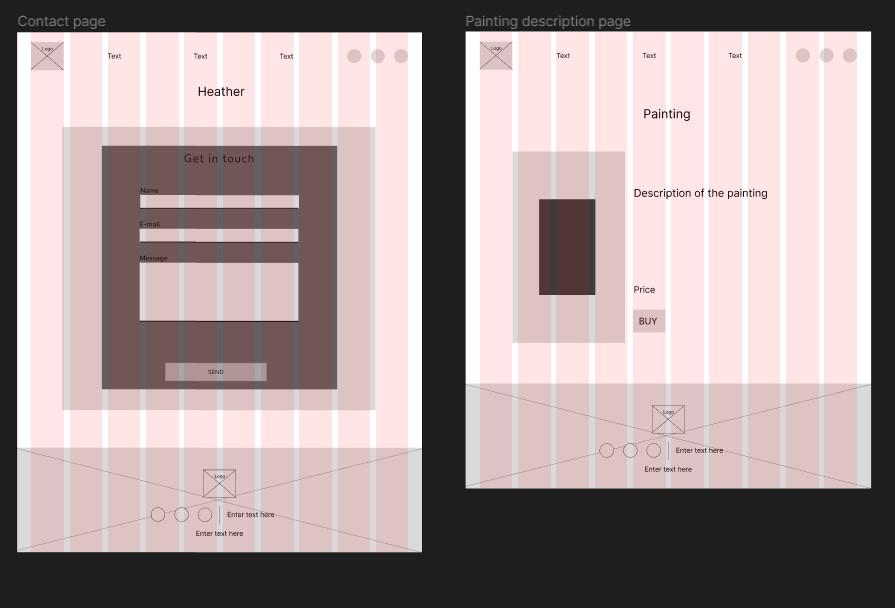 Contact page
Logo
Text
Text
Text
Heather
Get in touch
Name
E-mail
Message
SEND
Logo
Enter text here
Enter text here
Painting description page
Logo
Text
Text
Text
Painting
Description of the painting
Price
BUY
Logo
Enter text here
Enter text here